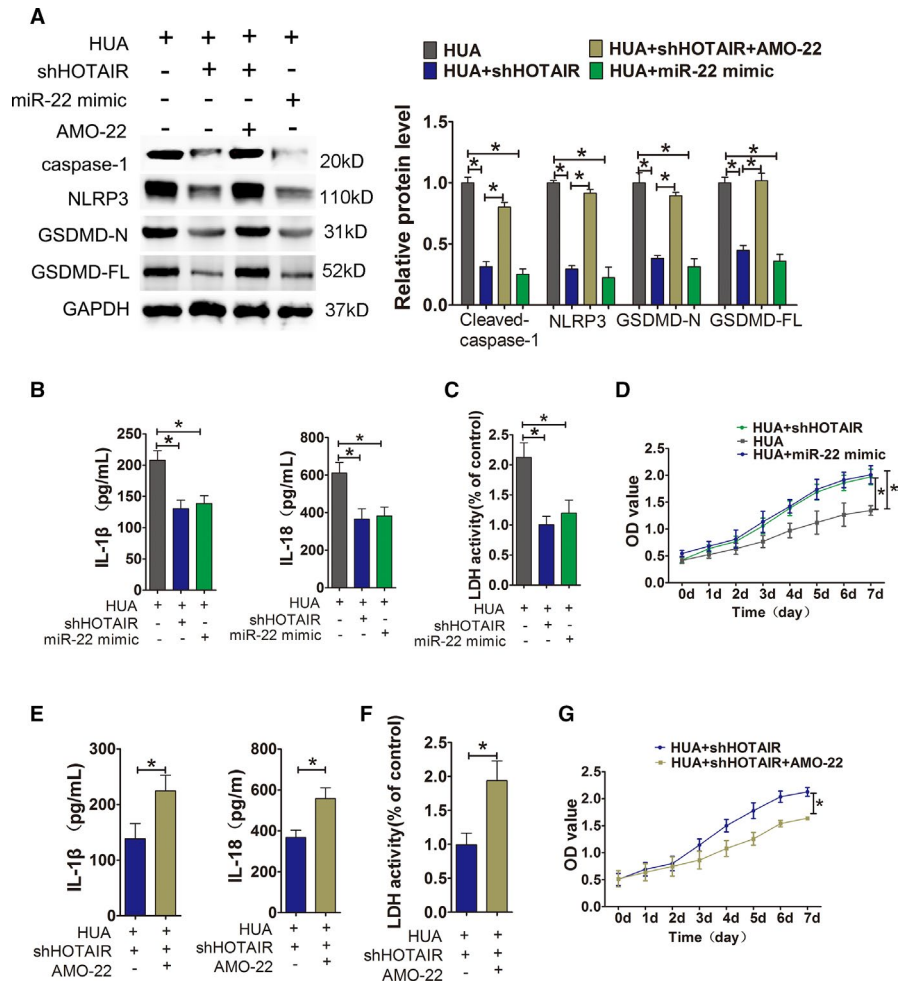 A
HUA + + + +
shHOTAIR - + + -
miR-22 mimic - - - +
AMO-22 - - + -
caspase-1 20kD
NLRP3 110kD
GSDMD-N 31kD
GSDMD-FL 52kD
GAPDH 37kD
HUA HUA+shHOTAIR+AMO-22
HUA+shHOTAIR HUA+miR-22 mimic
Relative protein level
1.5
1.0
0.5
0.0
* * * *
* * * * * * * *
Cleaved-caspase-1 NLRP3 GSDMD-N GSDMD-FL
B
IL-1β (pg/mL)
250
200
150
100
50
0
*
*
HUA + + +
shHOTAIR - + -
miR-22 mimic - - +
IL-18 (pg/mL)
800
600
400
200
0
*
*
+ + +
- + -
- - +
C
LDH activity(% of control)
2.5
2.0
1.5
1.0
0.5
0.0
*
*
HUA + + +
shHOTAIR - + -
miR-22 mimic - - +
D
HUA+shHOTAIR
HUA
HUA+miR-22 mimic
OD value
2.5
2.0
1.5
1.0
0.5
0.0
* *
0d 1d 2d 3d 4d 5d 6d 7d
Time (day)
E
IL-1β (pg/mL)
300
200
100
0
*
HUA + +
shHOTAIR + +
AMO-22 - +
IL-18 (pg/m)
800
600
400
200
0
*
HUA + +
shHOTAIR + +
AMO-22 - +
F
LDH activity(% of control)
2.5
2.0
1.5
1.0
0.5
0.0
*
HUA + +
shHOTAIR + +
AMO-22 - +
G
HUA+shHOTAIR
HUA+shHOTAIR+AMO-22
OD value
2.5
2.0
1.5
1.0
0.5
0.0
*
0d 1d 2d 3d 4d 5d 6d 7d
Time (day)